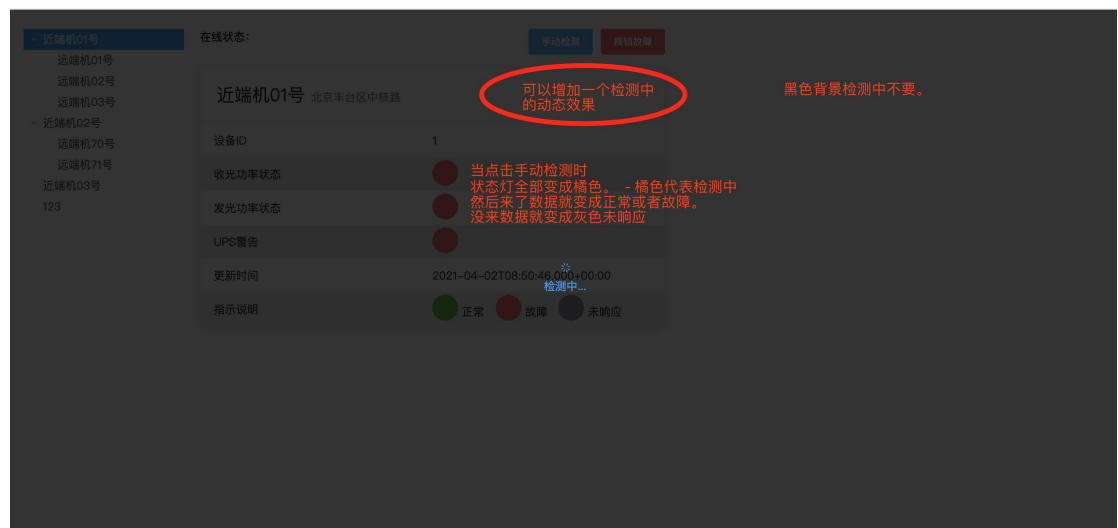 近端机01号
远端机01号
远端机02号
远端机03号
近端机02号
远端机70号
远端机71号
近端机03号
123
在线状态:
手动检测 核销故障
近端机01号 北京丰台区中核路
可以增加一个检测中
的动态效果
黑色背景检测中不要。
设备ID 1
收光功率状态
当点击手动检测时
状态灯全部变成橘色。 - 橘色代表检测中
然后来了数据就变成正常或者故障。
没来数据就变成灰色未响应
发光功率状态
UPS警告
更新时间 2021-04-02T08:50:46.000+00:00
检测中...
指示说明 正常 故障 未响应